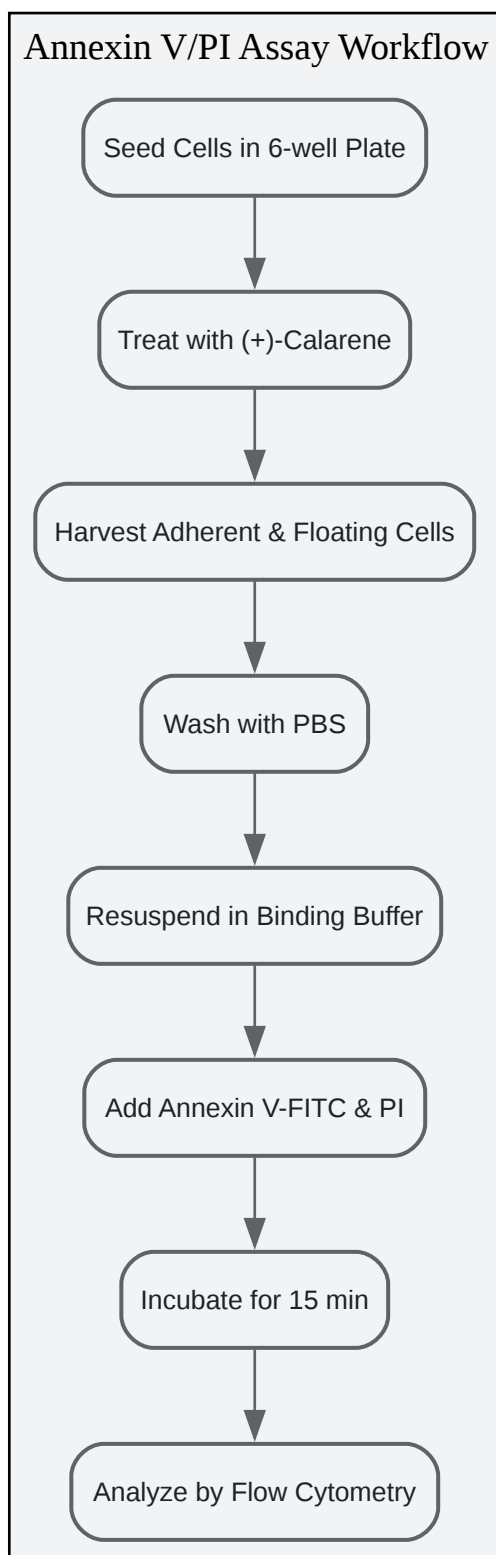 Annexin V/PI Assay Workflow
Seed Cells in 6-well Plate
Treat with (+)-Calarene
Harvest Adherent & Floating Cells
Wash with PBS
Resuspend in Binding Buffer
Add Annexin V-FITC & PI
Incubate for 15 min
Analyze by Flow Cytometry